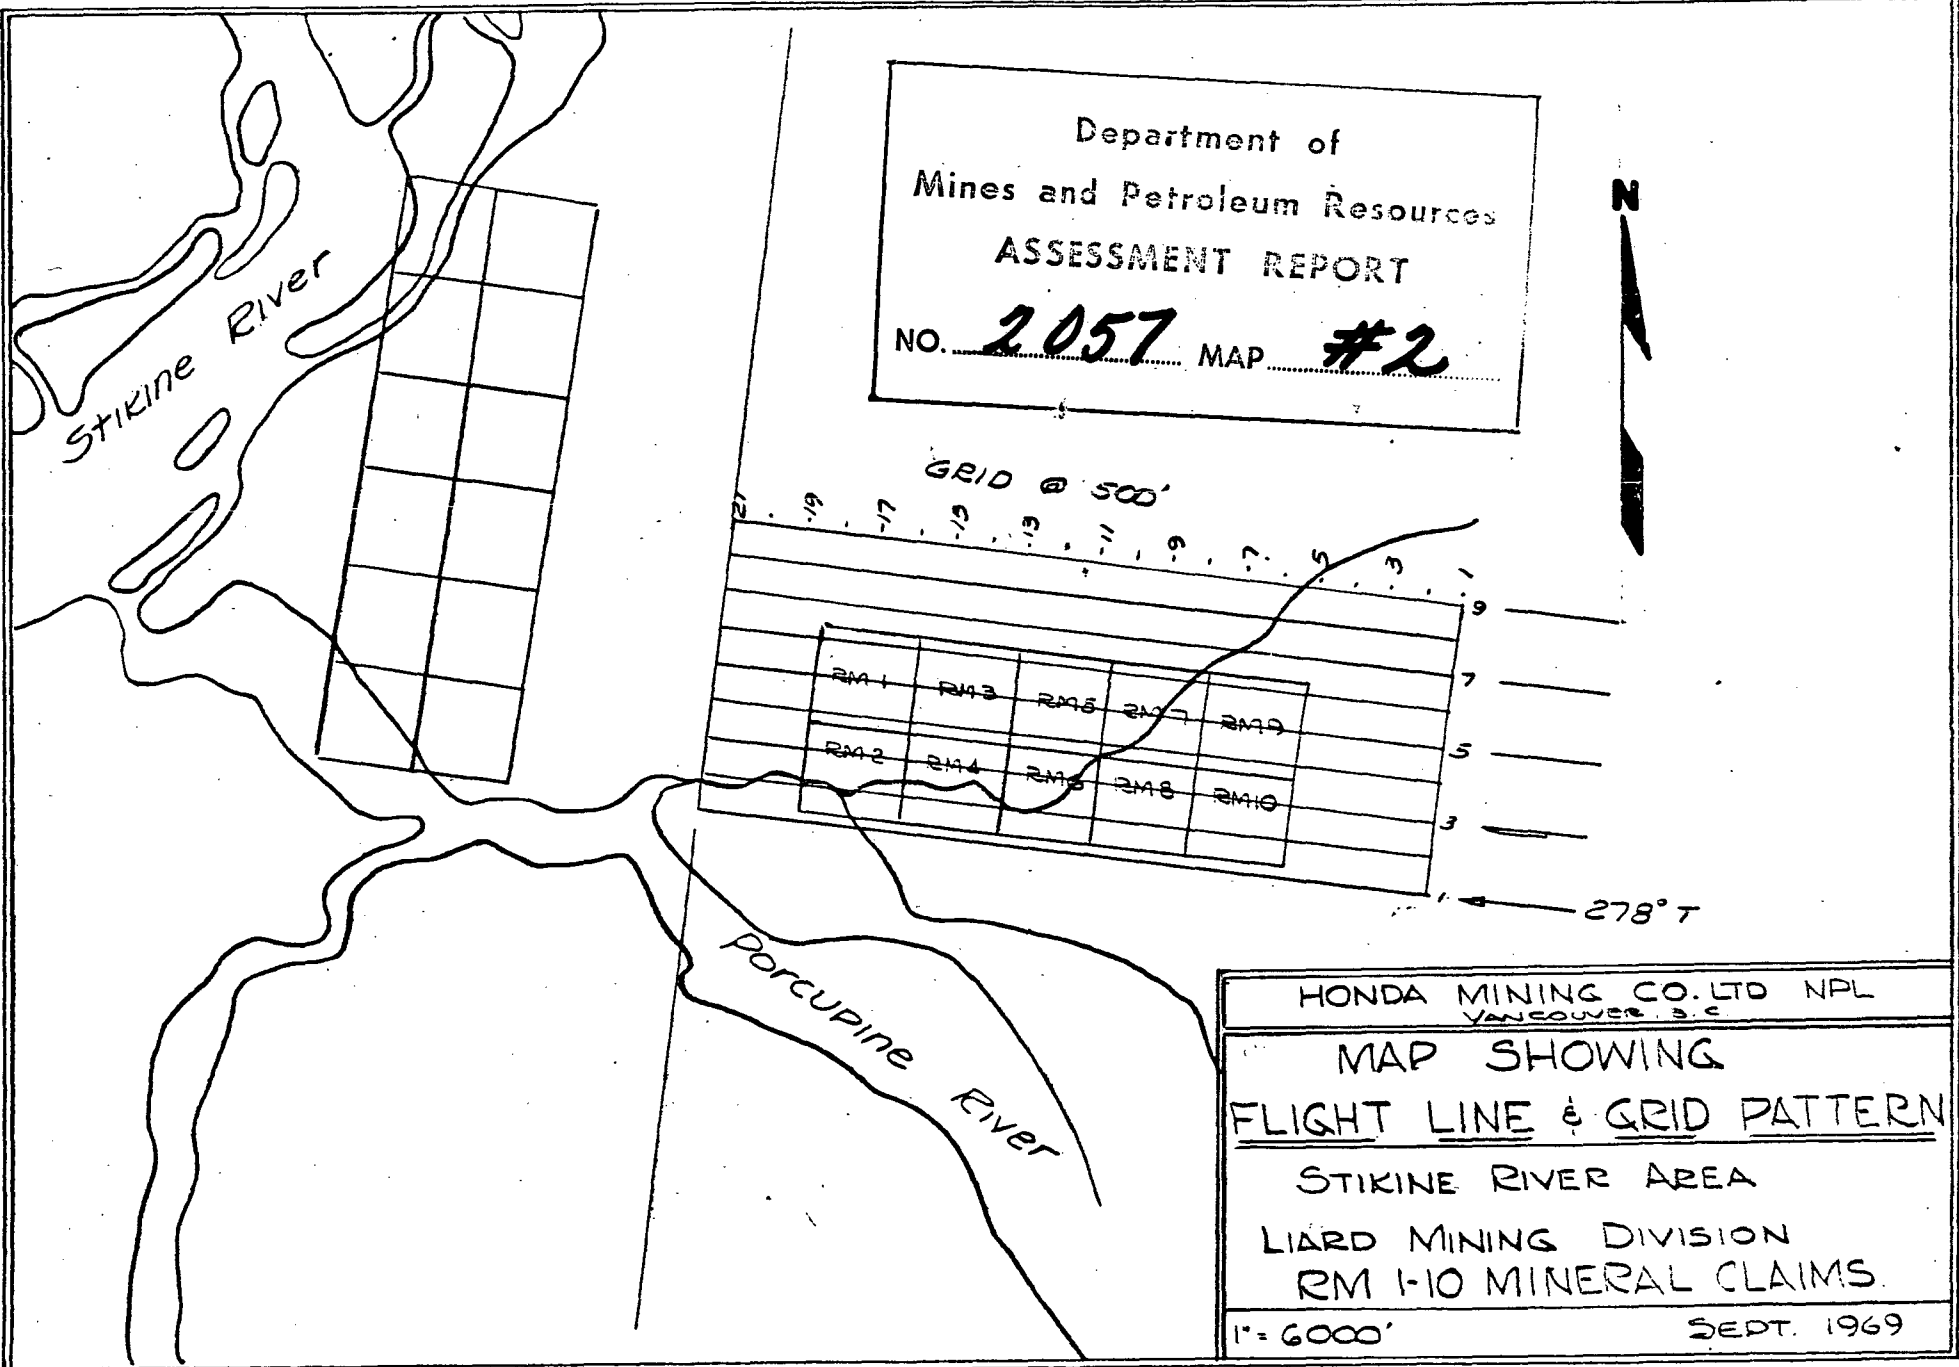 Department of
Mines and Petroleum Resources
ASSESSMENT REPORT
NO. 2057 MAP #2
N
Stikine River
GRID @ 500'
21 . 19 . 17 . 15 . 13 . 11 . 9 . 7 . 5 . 3 . 1
9
7
5
3
1
278° T
RM 1 RM 3 RM 5 RM 7 RM 9
RM 2 RM 4 RM 6 RM 8 RM 10
Porcupine River
HONDA MINING CO. LTD NPL
VANCOUVER B.C.
MAP SHOWING
FLIGHT LINE & GRID PATTERN
STIKINE RIVER AREA
LIARD MINING DIVISION
RM 1-10 MINERAL CLAIMS.
1" = 6000' SEPT. 1969